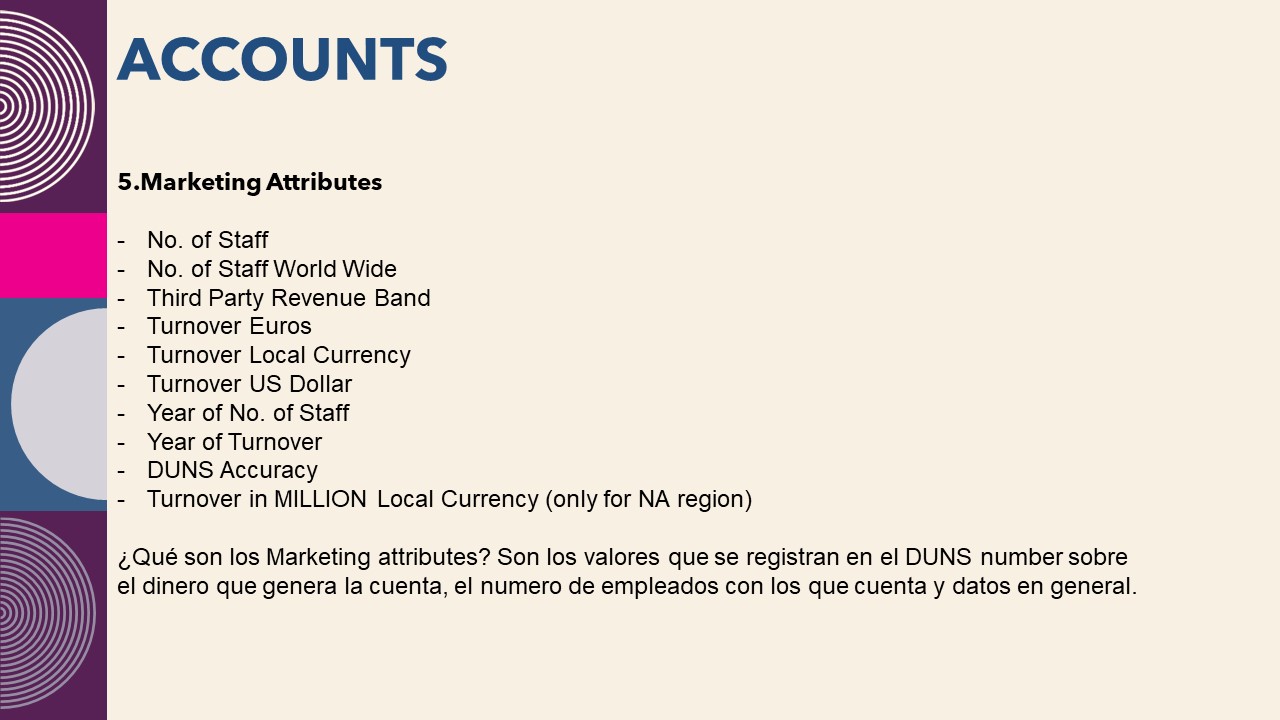 ACCOUNTS
5.Marketing Attributes
- No. of Staff
- No. of Staff World Wide
- Third Party Revenue Band
- Turnover Euros
- Turnover Local Currency
- Turnover US Dollar
- Year of No. of Staff
- Year of Turnover
- DUNS Accuracy
- Turnover in MILLION Local Currency (only for NA region)
¿Qué son los Marketing attributes? Son los valores que se registran en el DUNS number sobre
el dinero que genera la cuenta, el numero de empleados con los que cuenta y datos en general.